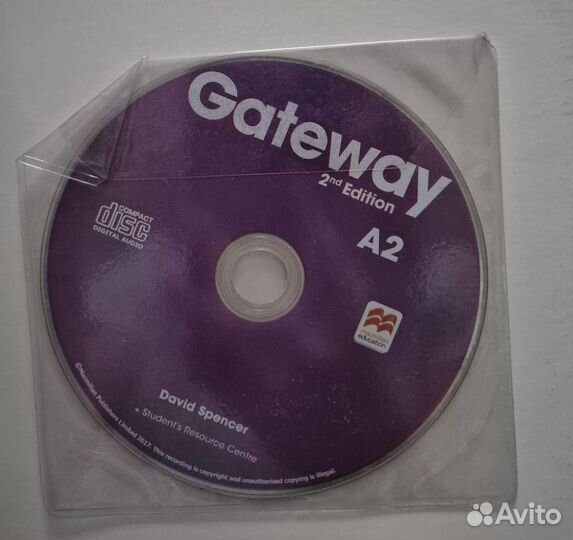 Gateway
2nd Edition
A2
COMPACT
disc
DIGITAL AUDIO
macmillan
education
David Spencer
+ Student's Resource Centre
©Macmillan Publishers Limited 2017. This recording is copyright and unauthorised copying is illegal.
Avito